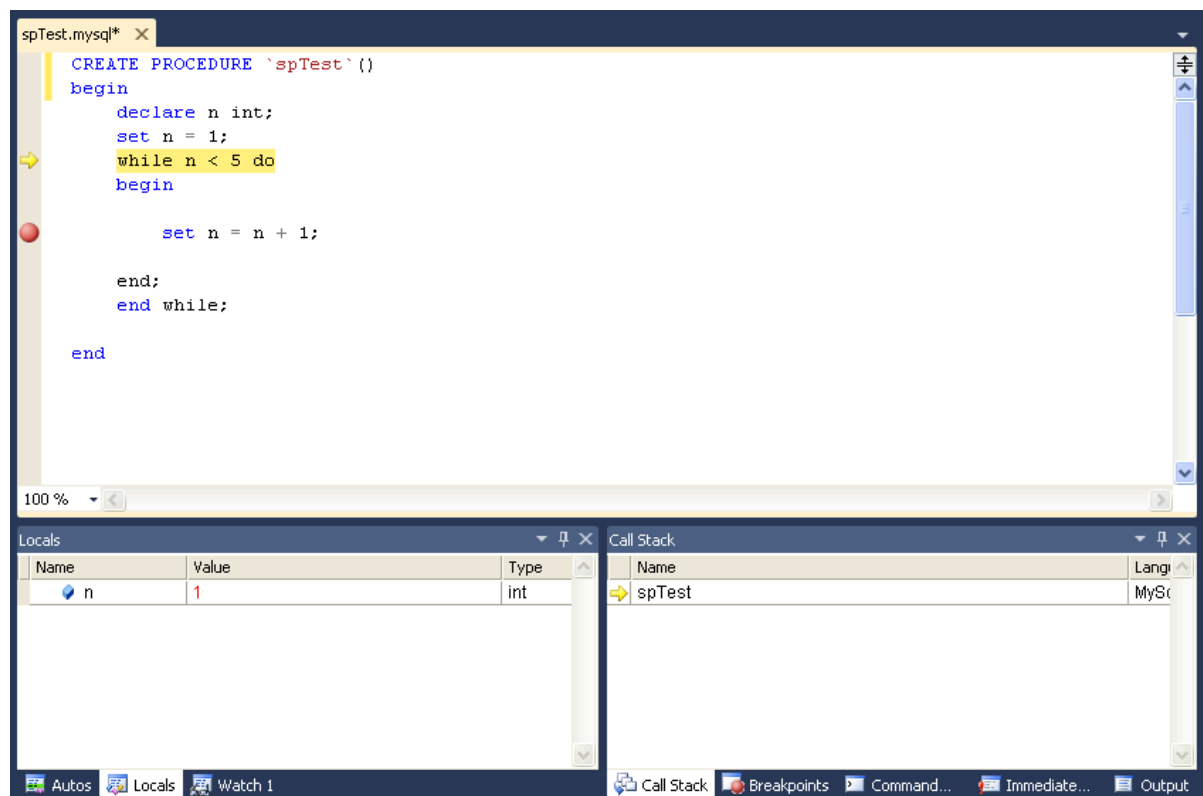 spTest.mysql*
CREATE PROCEDURE `spTest`()
begin
declare n int;
set n = 1;
while n < 5 do
begin
set n = n + 1;
end;
end while;
end
100 %
Locals
Name Value Type
n 1 int
Autos Locals Watch 1
Call Stack
Name Langu
spTest MySQ
Call Stack Breakpoints Command... Immediate... Output